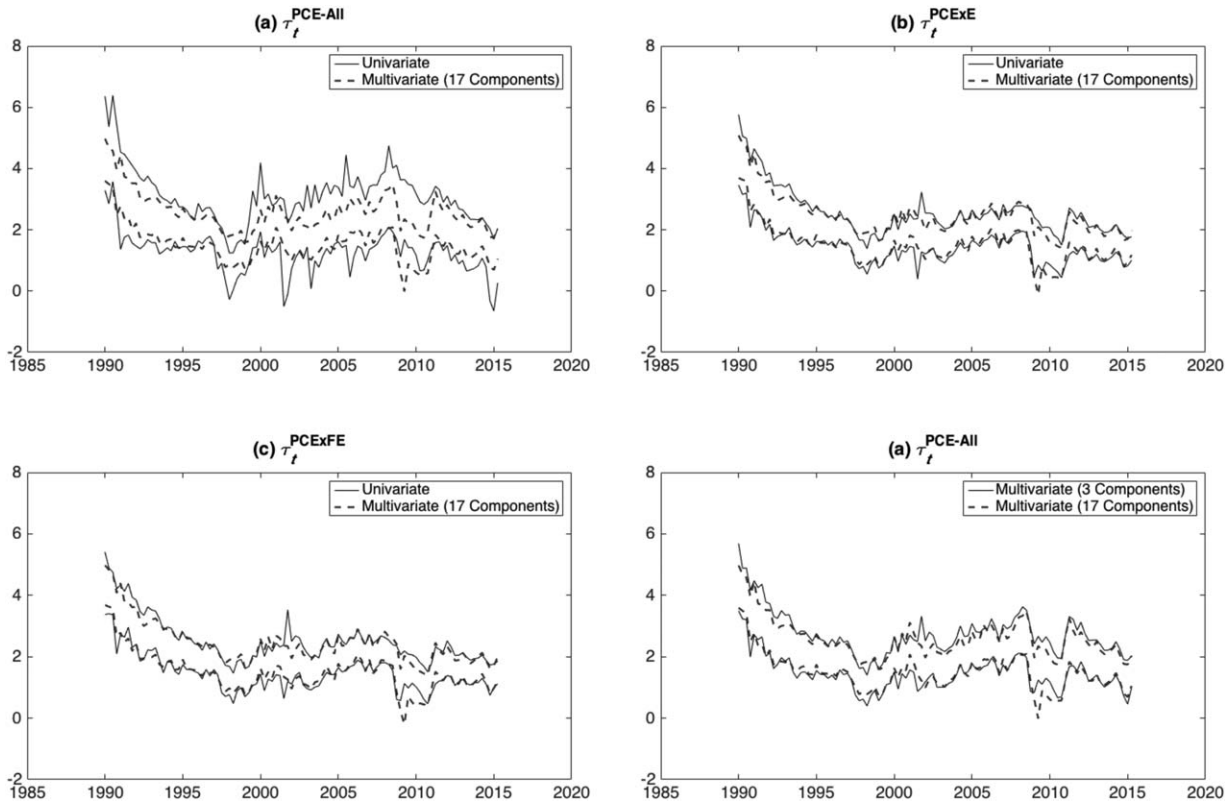 (a) τ_t^PCE-All
8
6
4
2
0
-2
1985 1990 1995 2000 2005 2010 2015 2020
Univariate
Multivariate (17 Components)
(b) τ_t^PCExE
8
6
4
2
0
-2
1985 1990 1995 2000 2005 2010 2015 2020
Univariate
Multivariate (17 Components)
(c) τ_t^PCExFE
8
6
4
2
0
-2
1985 1990 1995 2000 2005 2010 2015 2020
Univariate
Multivariate (17 Components)
(a) τ_t^PCE-All
8
6
4
2
0
-2
1985 1990 1995 2000 2005 2010 2015 2020
Multivariate (3 Components)
Multivariate (17 Components)